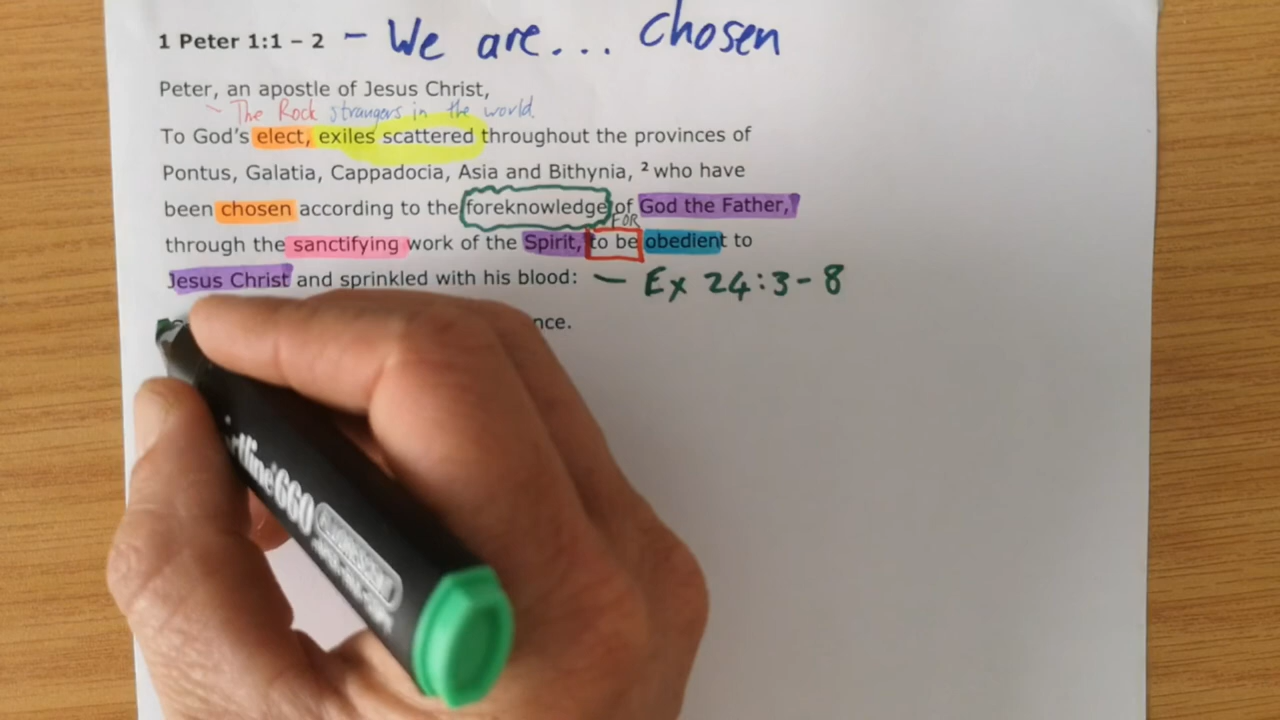 1 Peter 1:1 – 2 – We are... chosen
Peter, an apostle of Jesus Christ,
~ The Rock strangers in the world.
To God's elect, exiles scattered throughout the provinces of
Pontus, Galatia, Cappadocia, Asia and Bithynia, ² who have
been chosen according to the foreknowledge of God the Father,
FOR
through the sanctifying work of the Spirit, to be obedient to
Jesus Christ and sprinkled with his blood: – Ex 24:3-8
nce.
artline 660